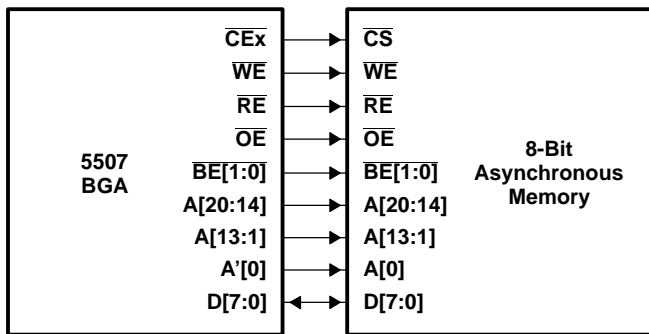 CEx CS
WE WE
RE RE
OE OE
5507
BGA
8-Bit
Asynchronous
Memory
BE[1:0] BE[1:0]
A[20:14] A[20:14]
A[13:1] A[13:1]
A’[0] A[0]
D[7:0] D[7:0]